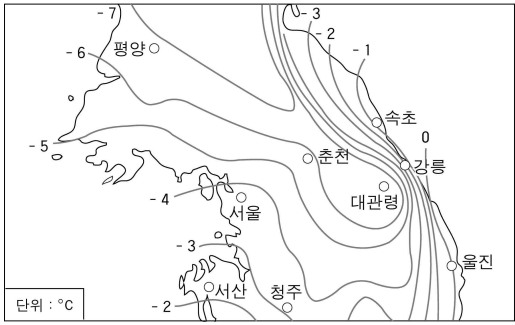 - 7
- 3
- 2
- 1
- 6
평양
속초
0
- 5
춘천
강릉
- 4
대관령
서울
- 3
울진
서산
청주
- 2
단위 : °C